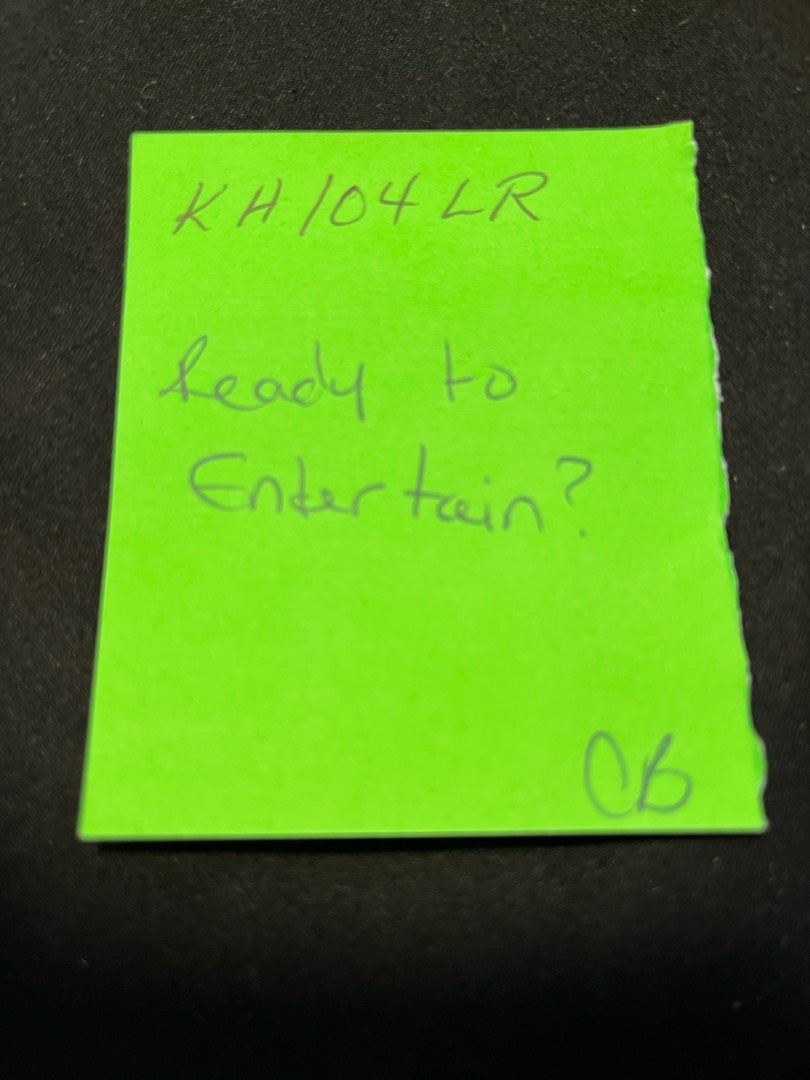 KH104LR
Ready to
Entertain?
CB